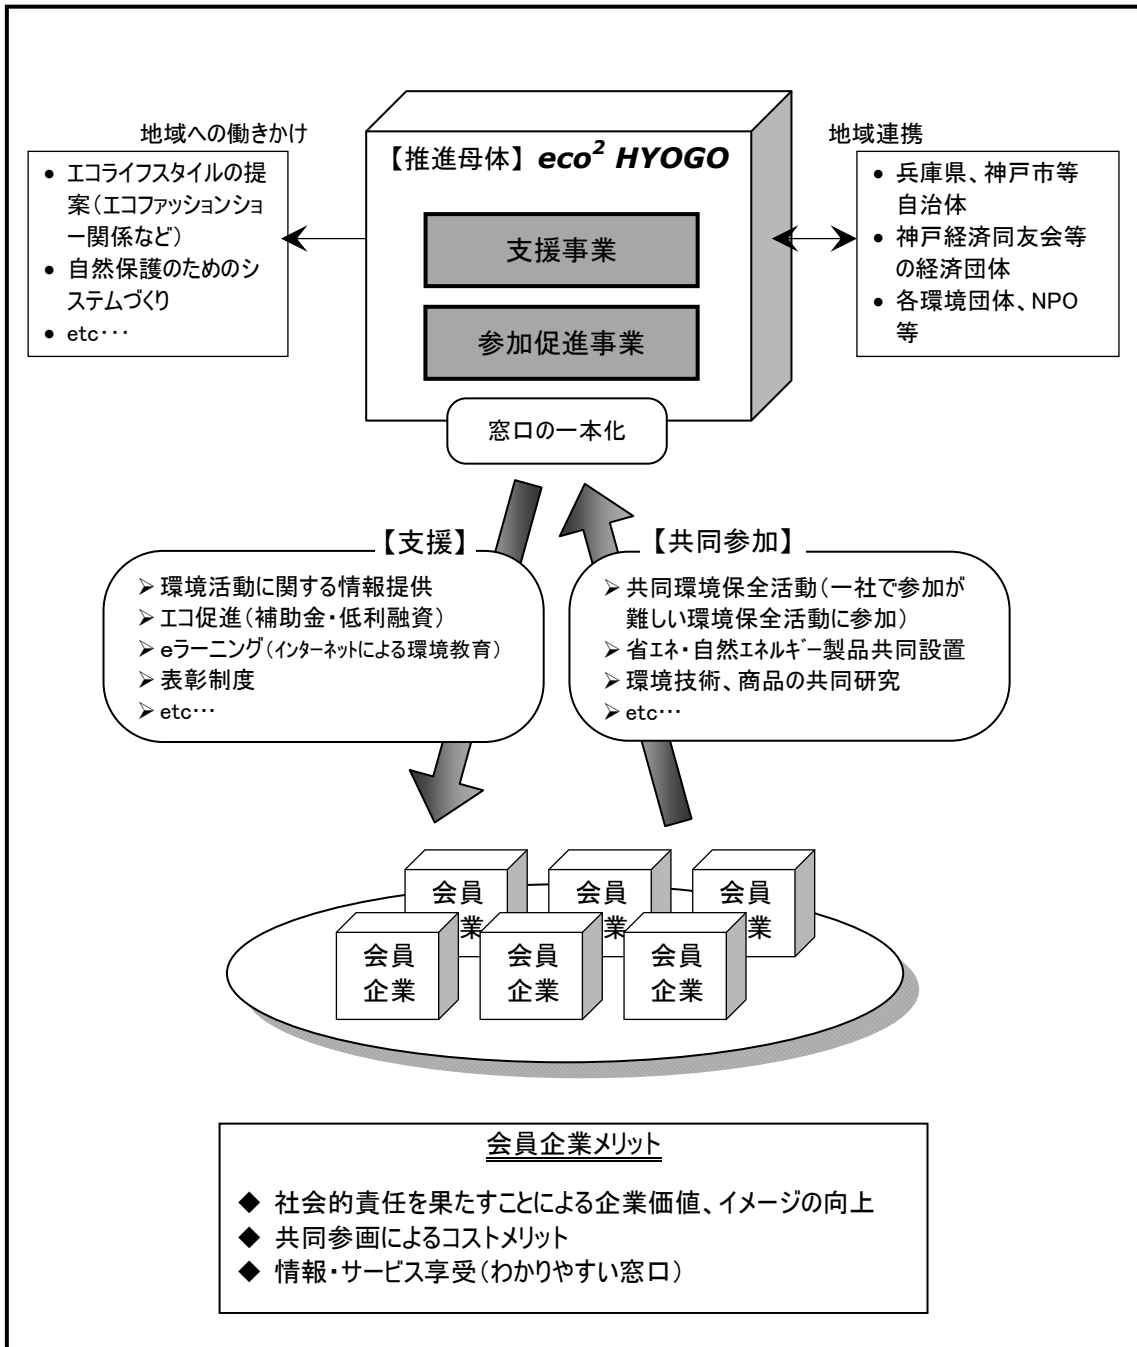 地域への働きかけ
• エコライフスタイルの提
案（エコファッションショ
ー関係など）
• 自然保護のためのシ
ステムづくり
• etc･･･
【推進母体】 eco² HYOGO
支援事業
参加促進事業
窓口の一本化
地域連携
• 兵庫県、神戸市等
自治体
• 神戸経済同友会等
の経済団体
• 各環境団体、NPO
等
【支援】
➢ 環境活動に関する情報提供
➢ エコ促進（補助金・低利融資）
➢ eラーニング（インターネットによる環境教育）
➢ 表彰制度
➢ etc･･･
【共同参加】
➢ 共同環境保全活動（一社で参加が
難しい環境保全活動に参加）
➢ 省エネ・自然エネルギー製品共同設置
➢ 環境技術、商品の共同研究
➢ etc･･･
会員
業
会員
業
会員
業
会員
企業
会員
企業
会員
企業
会員企業メリット
◆ 社会的責任を果たすことによる企業価値、イメージの向上
◆ 共同参画によるコストメリット
◆ 情報・サービス享受（わかりやすい窓口）